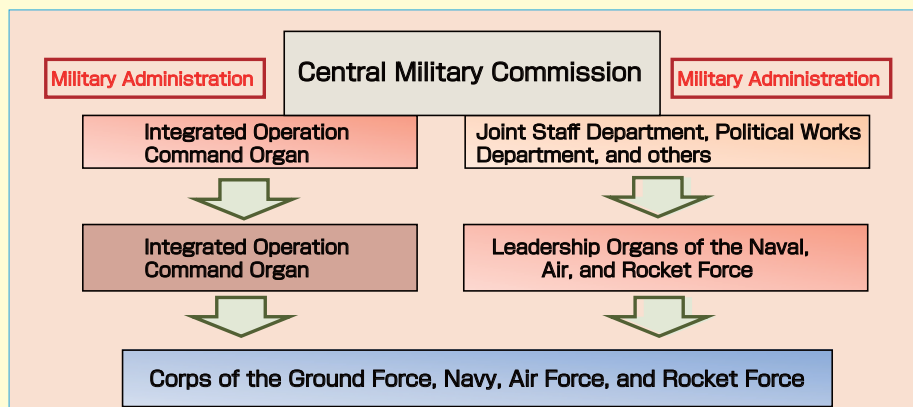 Central Military Commission
Military Administration
Military Administration
Integrated Operation
Command Organ
Joint Staff Department, Political Works
Department, and others
Integrated Operation
Command Organ
Leadership Organs of the Naval,
Air, and Rocket Force
Corps of the Ground Force, Navy, Air Force, and Rocket Force